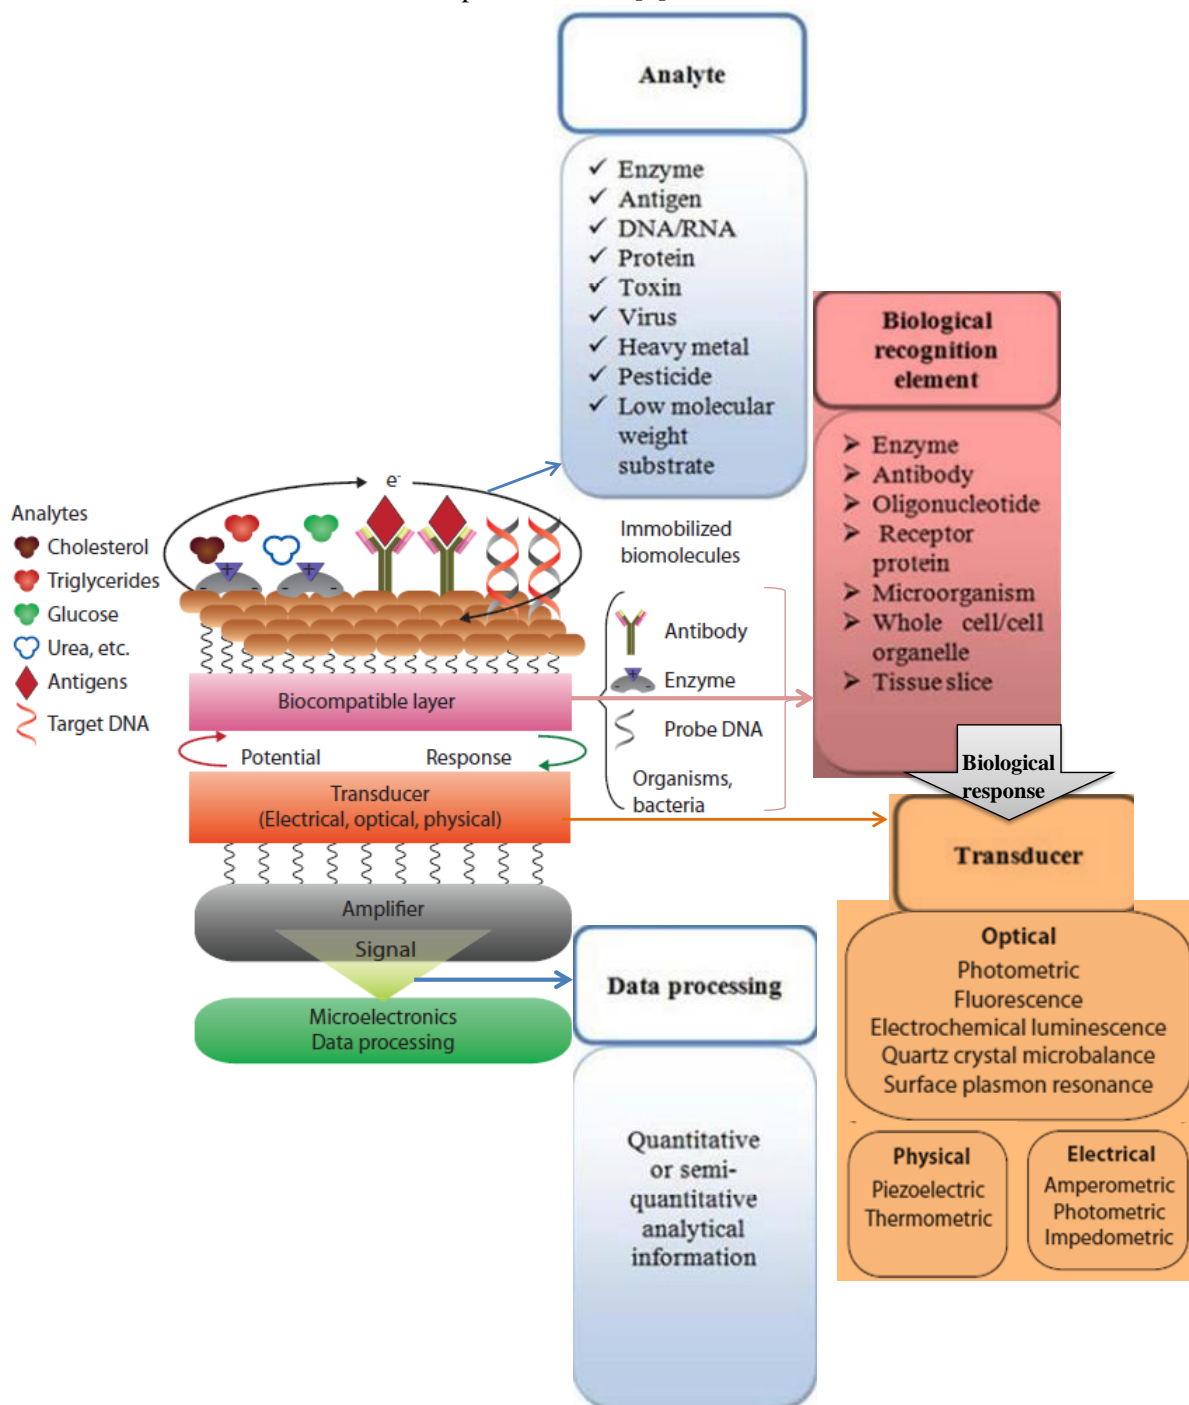 Analyte
Enzyme
Antigen
DNA/RNA
Protein
Toxin
Virus
Heavy metal
Pesticide
Low molecular
weight
substrate
Biological
recognition
element
Enzyme
Antibody
Oligonucleotide
Receptor
protein
Microorganism
Whole cell/cell
organelle
Tissue slice
Biological
response
Analytes
Cholesterol
Triglycerides
Glucose
Urea, etc.
Antigens
Target DNA
e-
+
+
- -
- -
Immobilized
biomolecules
Antibody
+
- -
Enzyme
Probe DNA
Organisms,
bacteria
Biocompatible layer
Potential
Response
Transducer
(Electrical, optical, physical)
Amplifier
Signal
Microelectronics
Data processing
Transducer
Optical
Photometric
Fluorescence
Electrochemical luminescence
Quartz crystal microbalance
Surface plasmon resonance
Physical
Piezoelectric
Thermometric
Electrical
Amperometric
Photometric
Impedometric
Data processing
Quantitative
or semi-
quantitative
analytical
information